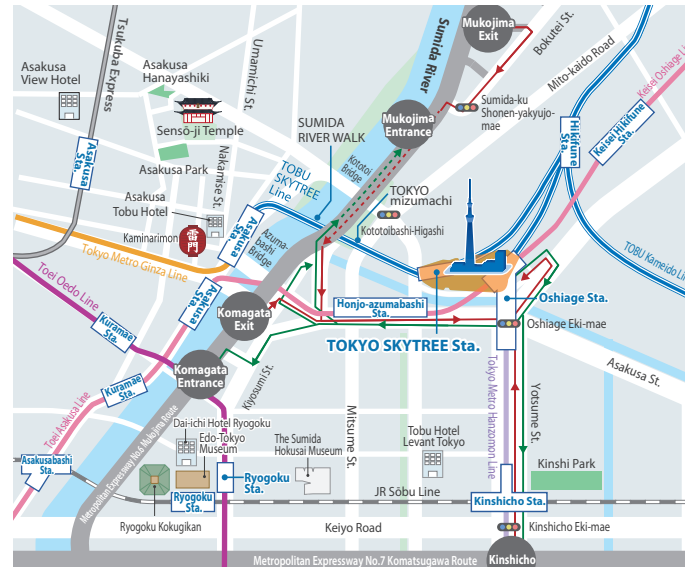 Mukojima
Exit
Bokutei St.
Tsukuba Express
Umamichi St.
Sumida River
Mito-kaido Road
Keisei Oshiage Line
Asakusa
View Hotel
Asakusa
Hanayashiki
Sumida-ku
Shonen-yakyujo-
mae
Mukojima
Entrance
Sensō-ji Temple
SUMIDA
RIVER WALK
Hikifune
Sta.
Keisei Hikifune
Sta.
Asakusa
Sta.
Asakusa Park
Nakamise St.
Kototoi
Bridge
TOBU
SKYTREE
Line
TOKYO
mizumachi
Asakusa
Tobu Hotel
Kototoibashi-Higashi
Kaminarimon
雷門
Asakusa
Sta.
Azuma-
bashi
Bridge
Tokyo Metro Ginza Line
TOBU Kameido Line
Toei Oedo Line
Asakusa
Sta.
Komagata
Exit
Honjo-azumabashi
Sta.
Oshiage Sta.
Oshiage Eki-mae
TOKYO SKYTREE Sta.
Kuramae
Sta.
Komagata
Entrance
Kiyosumi St.
Asakusa St.
Kuramae
Sta.
Toei Asakusa Line
Metropolitan Expressway No.6 Mukojima Route
Tokyo Metro Hanzomon Line
Yotsume St.
Mitsume St.
Dai-ichi Hotel Ryogoku
Edo-Tokyo
Museum
The Sumida
Hokusai Museum
Tobu Hotel
Levant Tokyo
Kinshi Park
Asakusabashi
Sta.
Ryogoku
Sta.
Ryogoku
Sta.
JR Sōbu Line
Kinshicho Sta.
Ryogoku Kokugikan
Keiyo Road
Kinshicho Eki-mae
Metropolitan Expressway No.7 Komatsugawa Route
Kinshicho